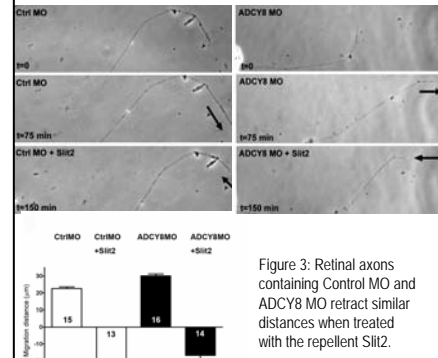 Ctrl MO
t=0
ADCY8 MO
t=0
Ctrl MO
t=75 min
ADCY8 MO
t=75 min
Ctrl MO + Slit2
t=150 min
ADCY8 MO + Slit2
t=150 min
CtrlMO
CtrlMO
+Slit2
ADCY8MO
ADCY8MO
+Slit2
Migration distance (µm)
30
20
10
0
-10
15
13
16
14
Figure 3: Retinal axons
containing Control MO and
ADCY8 MO retract similar
distances when treated
with the repellent Slit2.